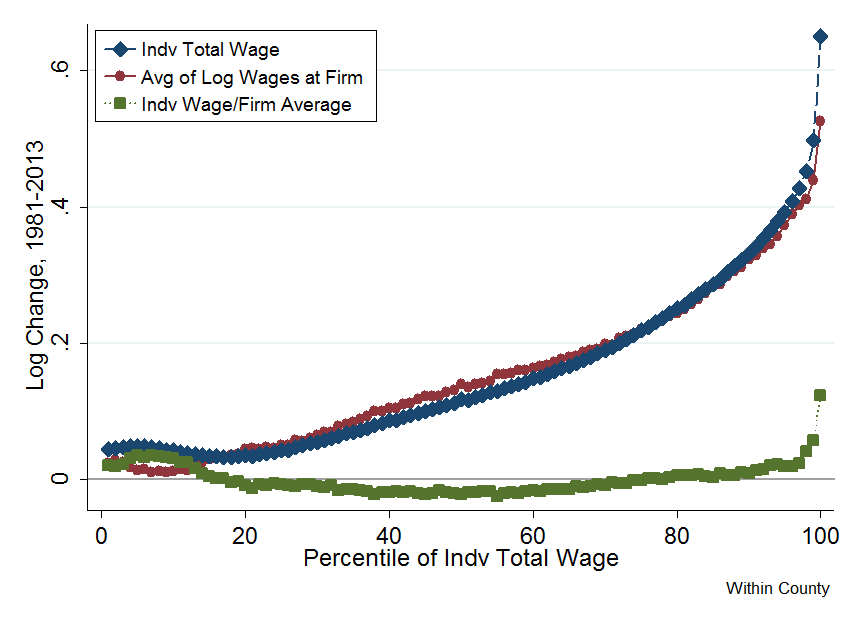 Indv Total Wage
Avg of Log Wages at Firm
Indv Wage/Firm Average
Log Change, 1981-2013
.6
.4
.2
0
0 20 40 60 80 100
Percentile of Indv Total Wage
Within County